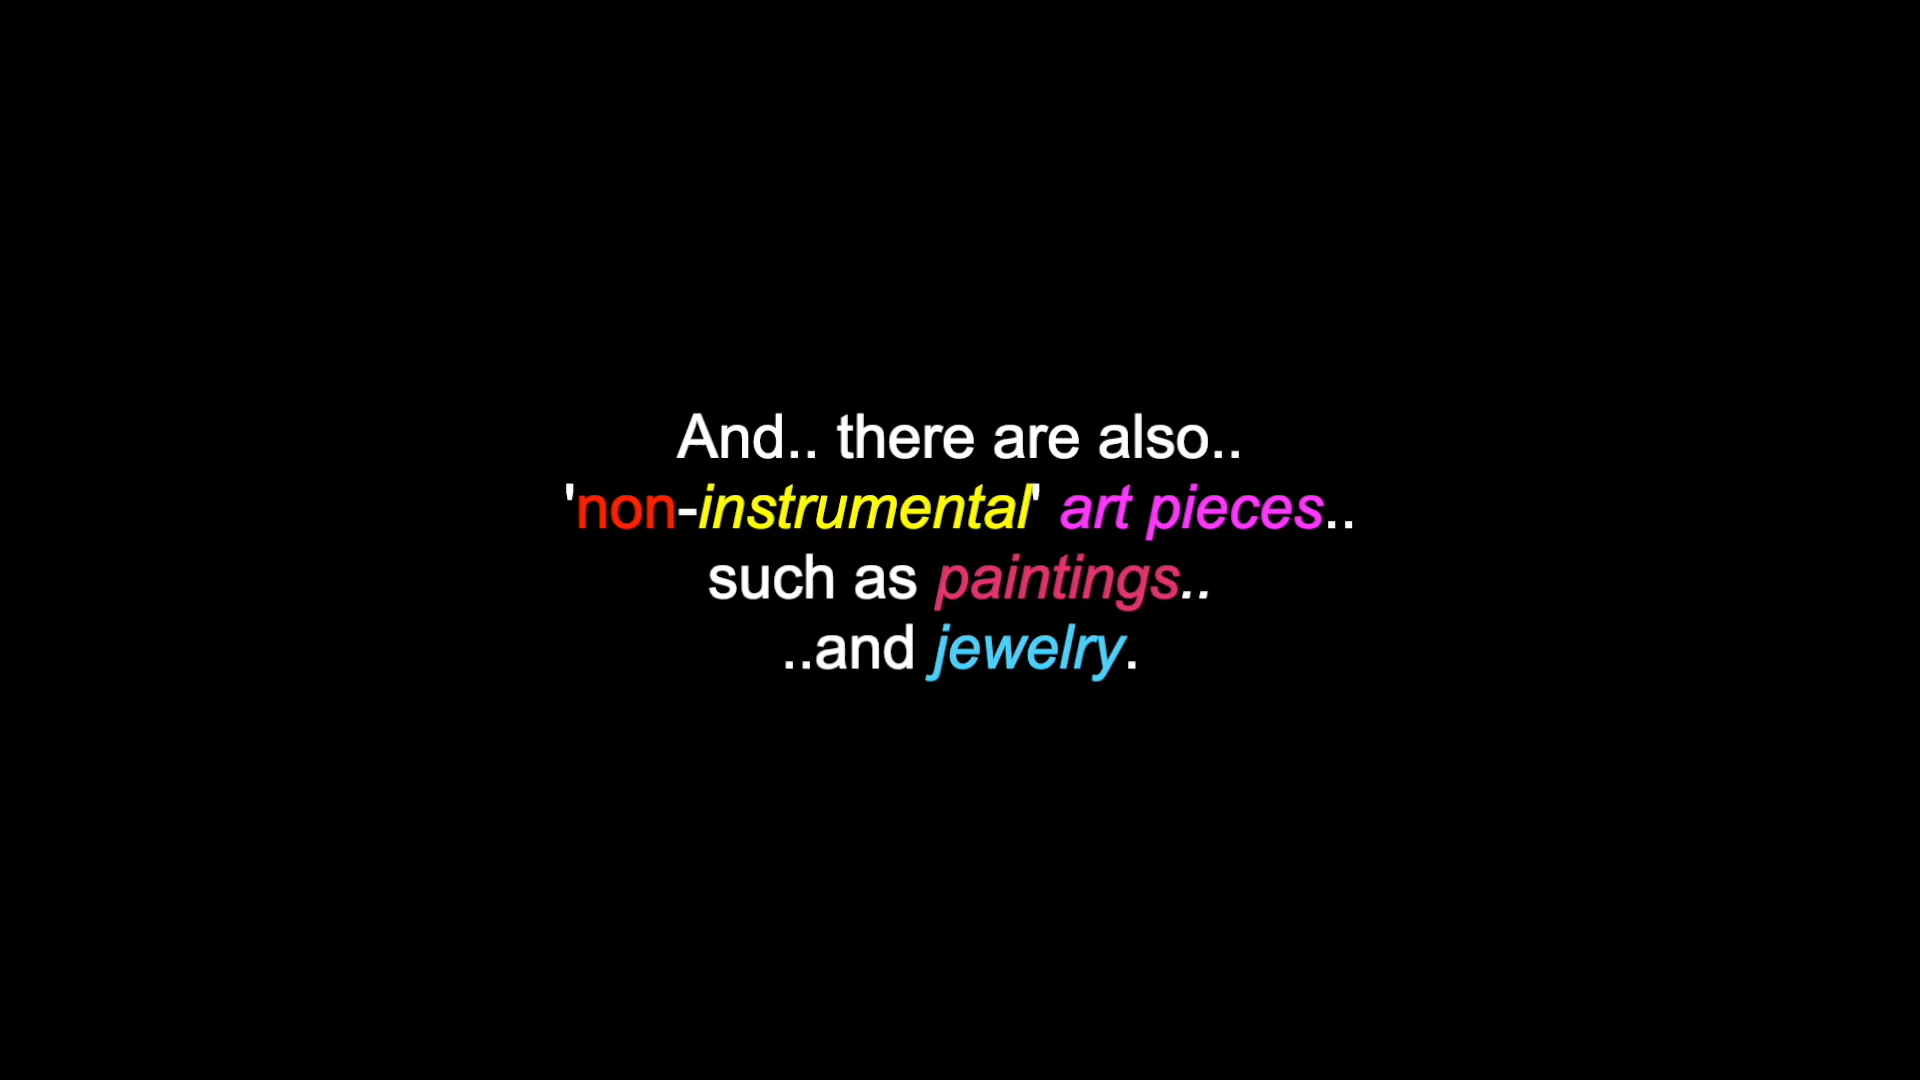 And.. there are also..
'non-instrumental' art pieces..
such as paintings..
..and jewelry.